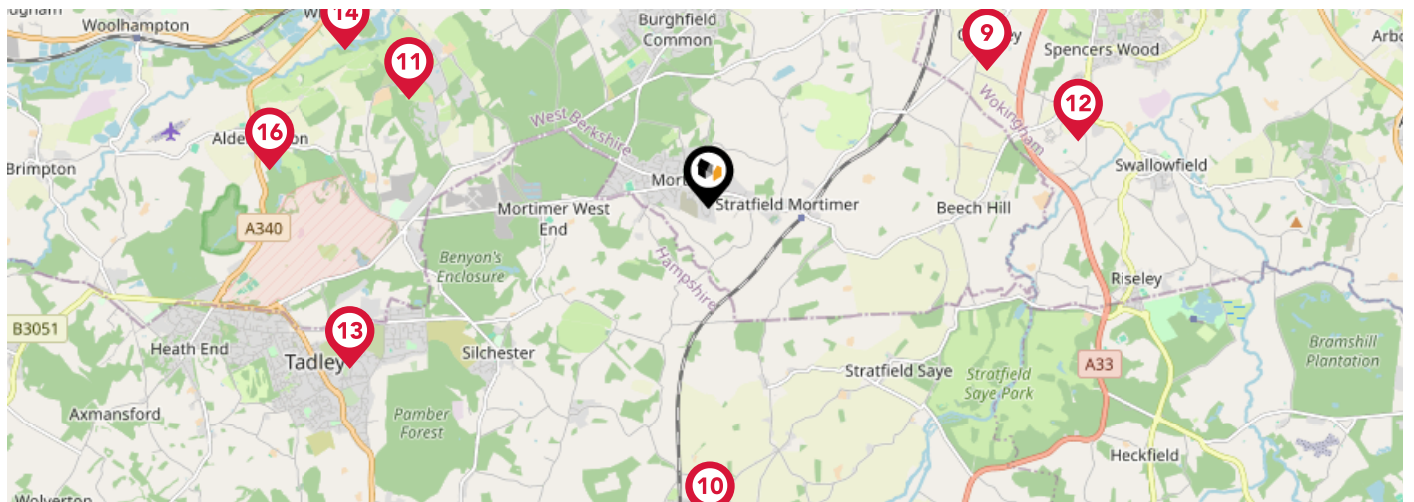 Woolhampton
14
Burghfield
Common
9
Spencers Wood
11
12
West Berkshire
Wokingham
16
Brimpton
Swallowfield
Stratfield Mortimer
Mortimer West
End
Beech Hill
A340
Benyon's
Enclosure
Hampshire
Riseley
B3051
13
Heath End
Tadley
Silchester
Bramshill
Plantation
A33
Stratfield Saye
Stratfield
Saye Park
Axmansford
Pamber
Forest
Heckfield
10
Wolverton